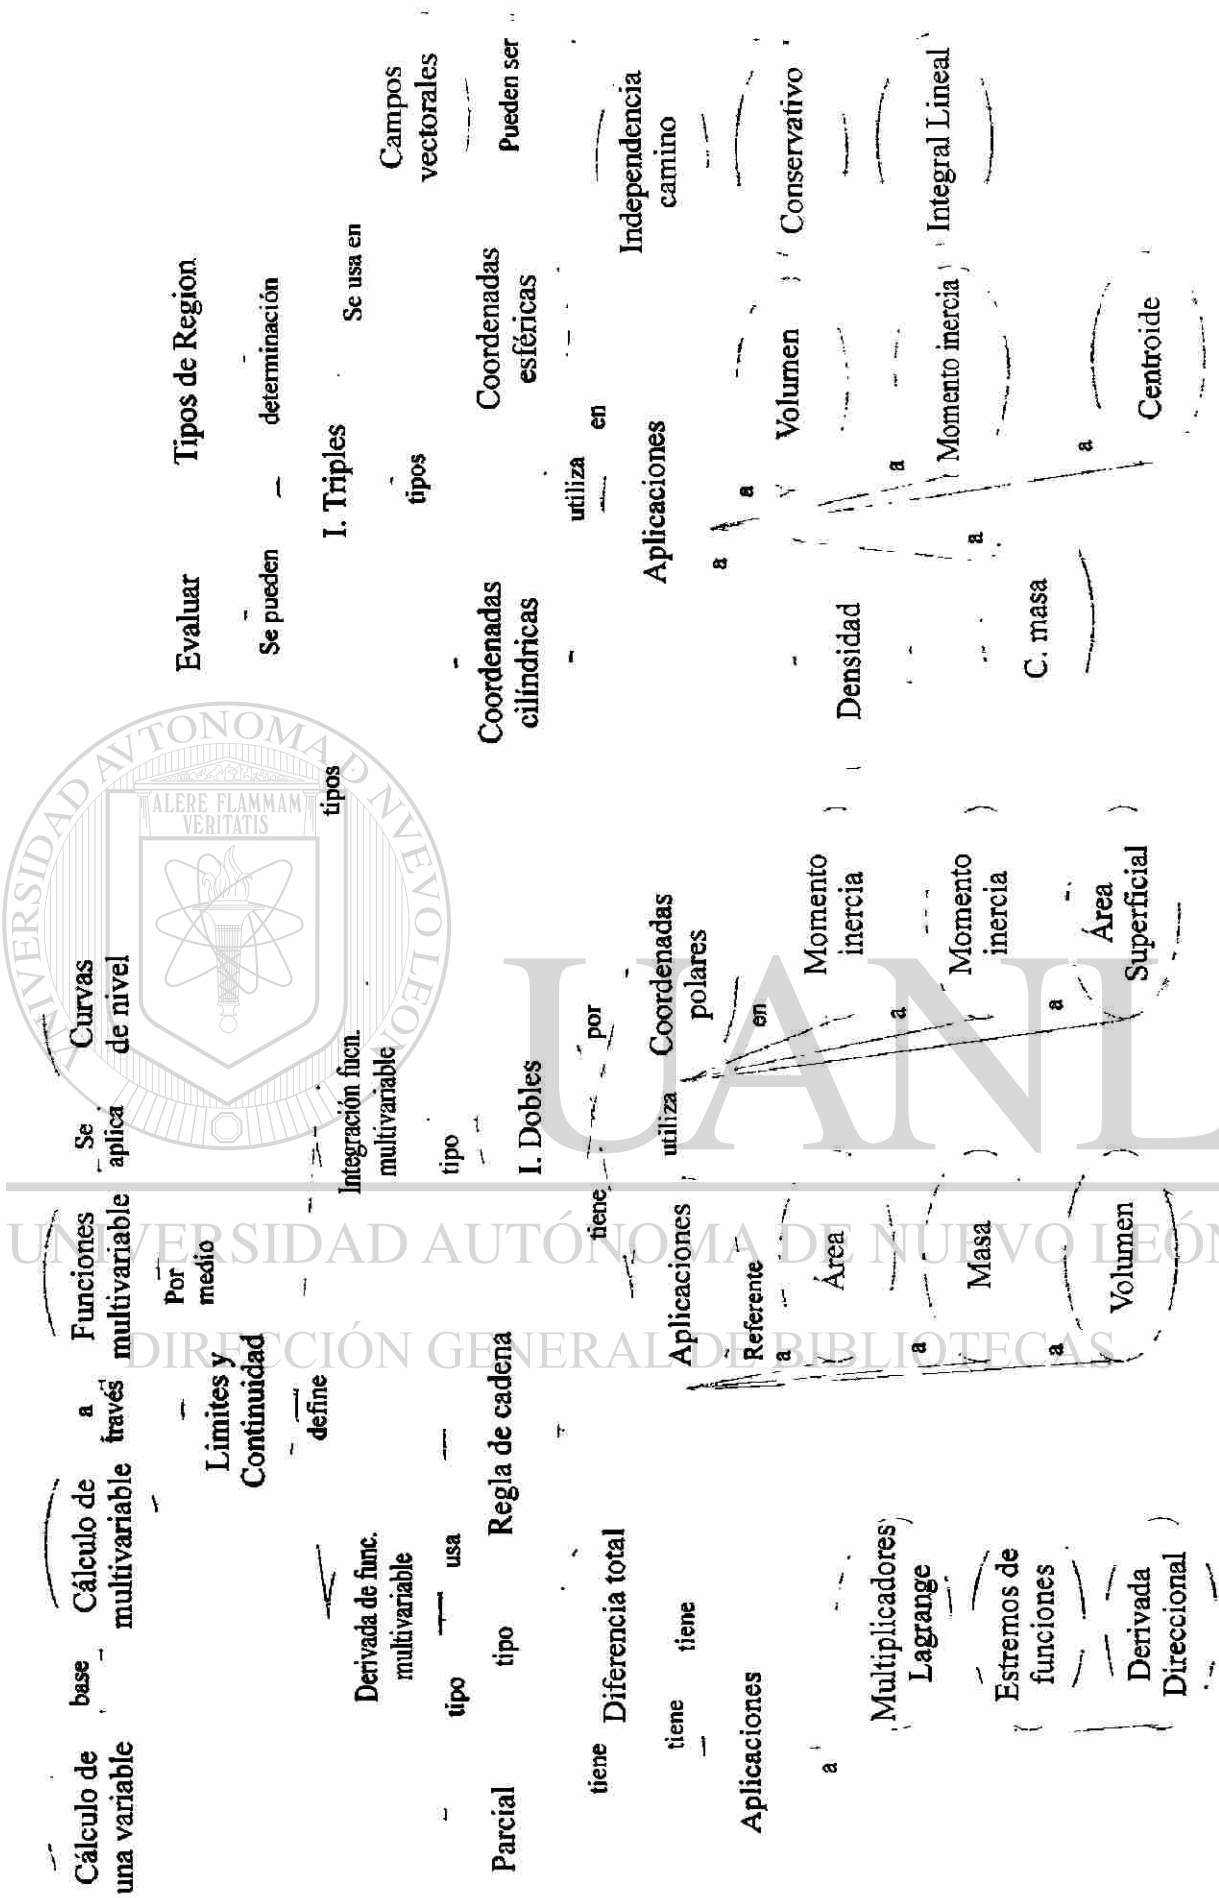 Cálculo de
una variable
base
Cálculo de
multivariable
a
través
Funciones
multivariable
Se
aplica
Curvas
de nivel
Por
medio
Limites y
Continuidad
define
Evaluar
Tipos de Region
Se pueden
determinación
I. Triples
Se usa en
Campos
vectorales
tipos
tipos
Pueden ser
Derivada de func.
multivariable
Integración fucn.
multivariable
tipo
usa
tipo
Parcial
tipo
Regla de cadena
I. Dobles
Coordenadas
cilíndricas
Coordenadas
esféricas
tiene
Diferencia total
tiene
por
utiliza
en
Independencia
camino
tiene
tiene
Aplicaciones
utiliza
Coordenadas
polares
Aplicaciones
Aplicaciones
Referente
en
a
a
a
Multiplicadores
Lagrange
a
Área
Momento
inercia
Densidad
Volumen
Conservativo
a
a
a
Estremos de
funciones
Masa
Momento
inercia
a
Momento inercia
Integral Lineal
C. masa
a
a
a
Derivada
Direccional
Volumen
Área
Superficial
Centroide
UNIVERSIDAD AVTONOMA D NVEVO LEON
ALERE FLAMMAM
VERITATIS
UANL
UNIVERSIDAD AUTÓNOMA DE NUEVO LEÓN
DIRECCIÓN GENERAL DE BIBLIOTECAS